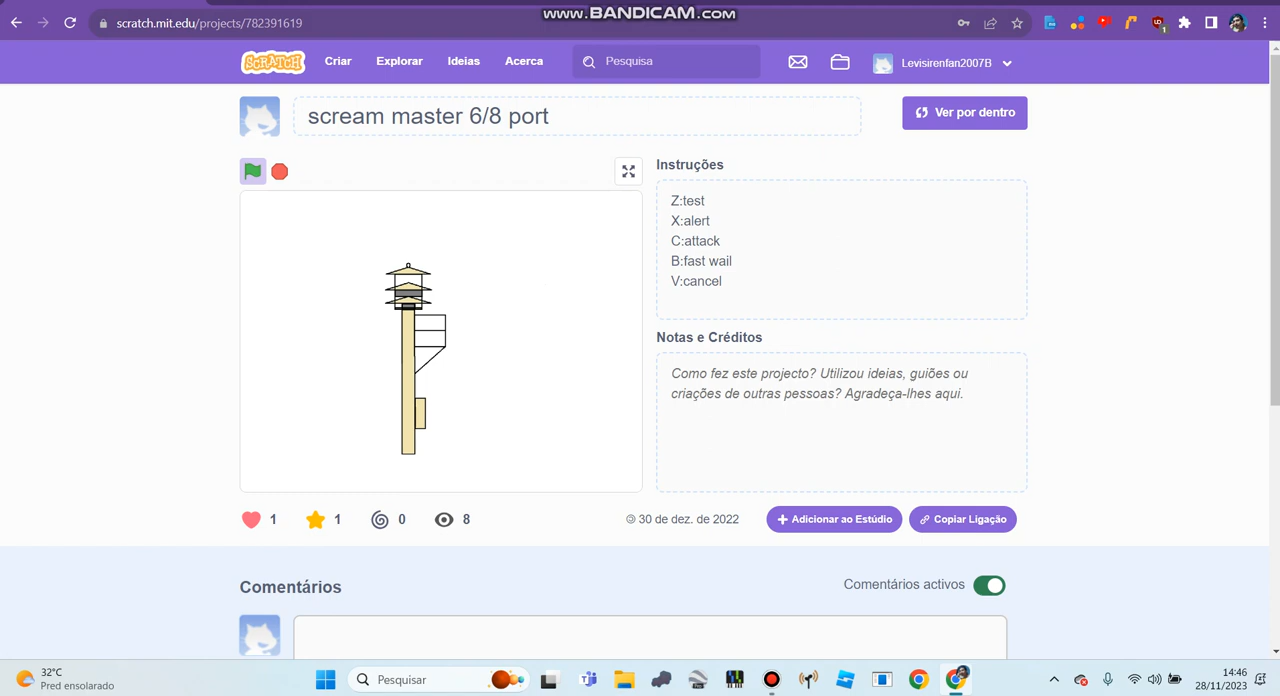 www.BANDICAM.com
scratch.mit.edu/projects/782391619
1
SCRATCH
Criar
Explorar
Ideias
Acerca
Pesquisa
Levisirenfan2007B
scream master 6/8 port
Ver por dentro
Instruções
Z:test
X:alert
C:attack
B:fast wail
V:cancel
Notas e Créditos
Como fez este projecto? Utilizou ideias, guiões ou
criações de outras pessoas? Agradeça-lhes aqui.
1
1
0
8
© 30 de dez. de 2022
Adicionar ao Estúdio
Copiar Ligação
Comentários
Comentários activos
32°C
Pred ensolarado
Pesquisar
14:46
28/11/2023